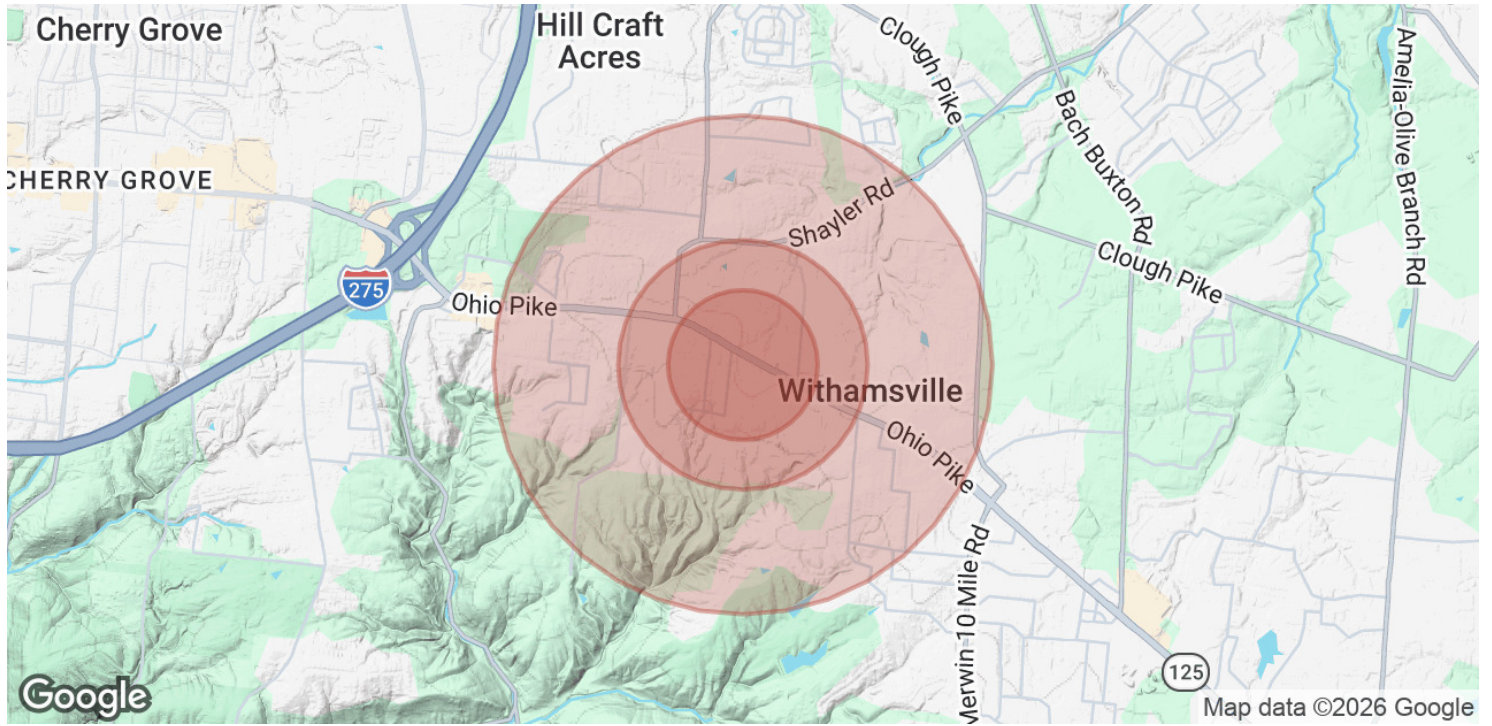 Cherry Grove
Hill Craft
Acres
Clough Pike
Amelia-Olive Branch Rd
Bach Buxton Rd
CHERRY GROVE
Shayler Rd
Clough Pike
275
Ohio Pike
Withamsville
Ohio Pike
Merwin 10 Mile Rd
125
Google
Map data ©2026 Google